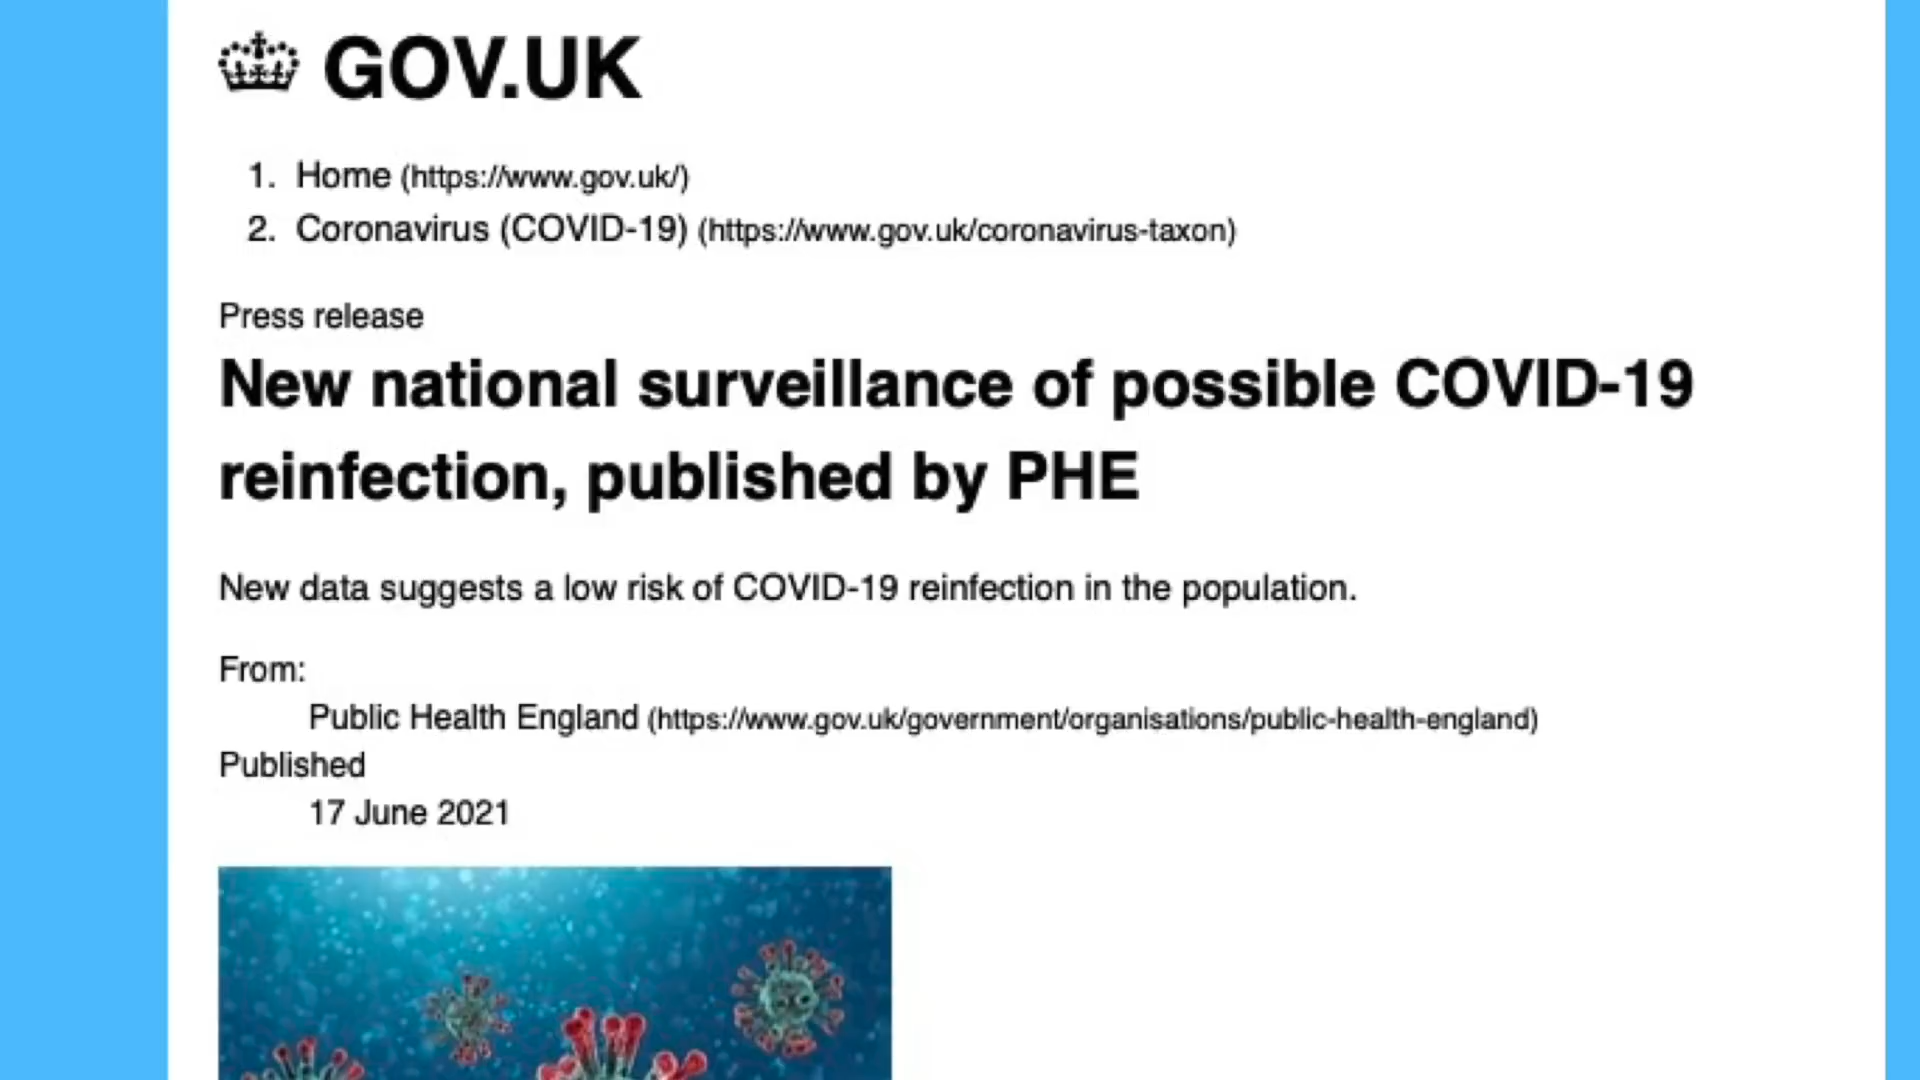 GOV.UK
1. Home (https://www.gov.uk/)
2. Coronavirus (COVID-19) (https://www.gov.uk/coronavirus-taxon)
Press release
New national surveillance of possible COVID-19
reinfection, published by PHE
New data suggests a low risk of COVID-19 reinfection in the population.
From:
Public Health England (https://www.gov.uk/government/organisations/public-health-england)
Published
17 June 2021